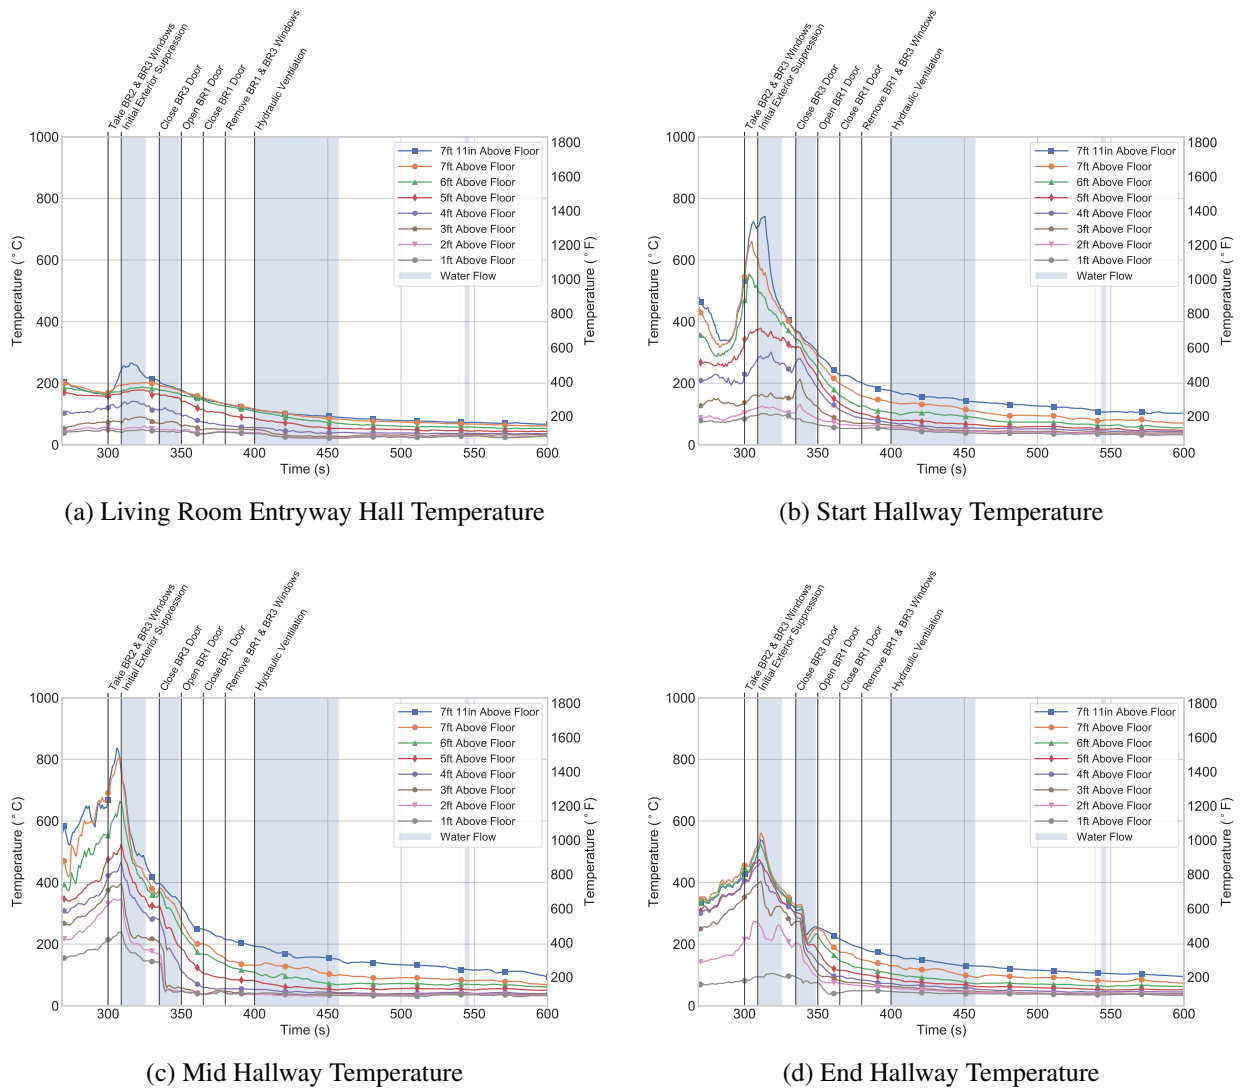 Take BR2 & BR3 Windows
Initial Exterior Suppression
Close BR3 Door
Open BR1 Door
Close BR1 Door
Remove BR1 & BR3 Windows
Hydraulic Ventilation
1000
800
600
400
200
0
Temperature (°C)
1800
1600
1400
1200
1000
800
600
400
200
Temperature (°F)
7ft 11in Above Floor
7ft Above Floor
6ft Above Floor
5ft Above Floor
4ft Above Floor
3ft Above Floor
2ft Above Floor
1ft Above Floor
Water Flow
300 350 400 450 500 550 600
Time (s)
(a) Living Room Entryway Hall Temperature
Take BR2 & BR3 Windows
Initial Exterior Suppression
Close BR3 Door
Open BR1 Door
Close BR1 Door
Remove BR1 & BR3 Windows
Hydraulic Ventilation
1000
800
600
400
200
0
Temperature (°C)
1800
1600
1400
1200
1000
800
600
400
200
Temperature (°F)
7ft 11in Above Floor
7ft Above Floor
6ft Above Floor
5ft Above Floor
4ft Above Floor
3ft Above Floor
2ft Above Floor
1ft Above Floor
Water Flow
300 350 400 450 500 550 600
Time (s)
(b) Start Hallway Temperature
Take BR2 & BR3 Windows
Initial Exterior Suppression
Close BR3 Door
Open BR1 Door
Close BR1 Door
Remove BR1 & BR3 Windows
Hydraulic Ventilation
1000
800
600
400
200
0
Temperature (°C)
1800
1600
1400
1200
1000
800
600
400
200
Temperature (°F)
7ft 11in Above Floor
7ft Above Floor
6ft Above Floor
5ft Above Floor
4ft Above Floor
3ft Above Floor
2ft Above Floor
1ft Above Floor
Water Flow
300 350 400 450 500 550 600
Time (s)
(c) Mid Hallway Temperature
Take BR2 & BR3 Windows
Initial Exterior Suppression
Close BR3 Door
Open BR1 Door
Close BR1 Door
Remove BR1 & BR3 Windows
Hydraulic Ventilation
1000
800
600
400
200
0
Temperature (°C)
1800
1600
1400
1200
1000
800
600
400
200
Temperature (°F)
7ft 11in Above Floor
7ft Above Floor
6ft Above Floor
5ft Above Floor
4ft Above Floor
3ft Above Floor
2ft Above Floor
1ft Above Floor
Water Flow
300 350 400 450 500 550 600
Time (s)
(d) End Hallway Temperature